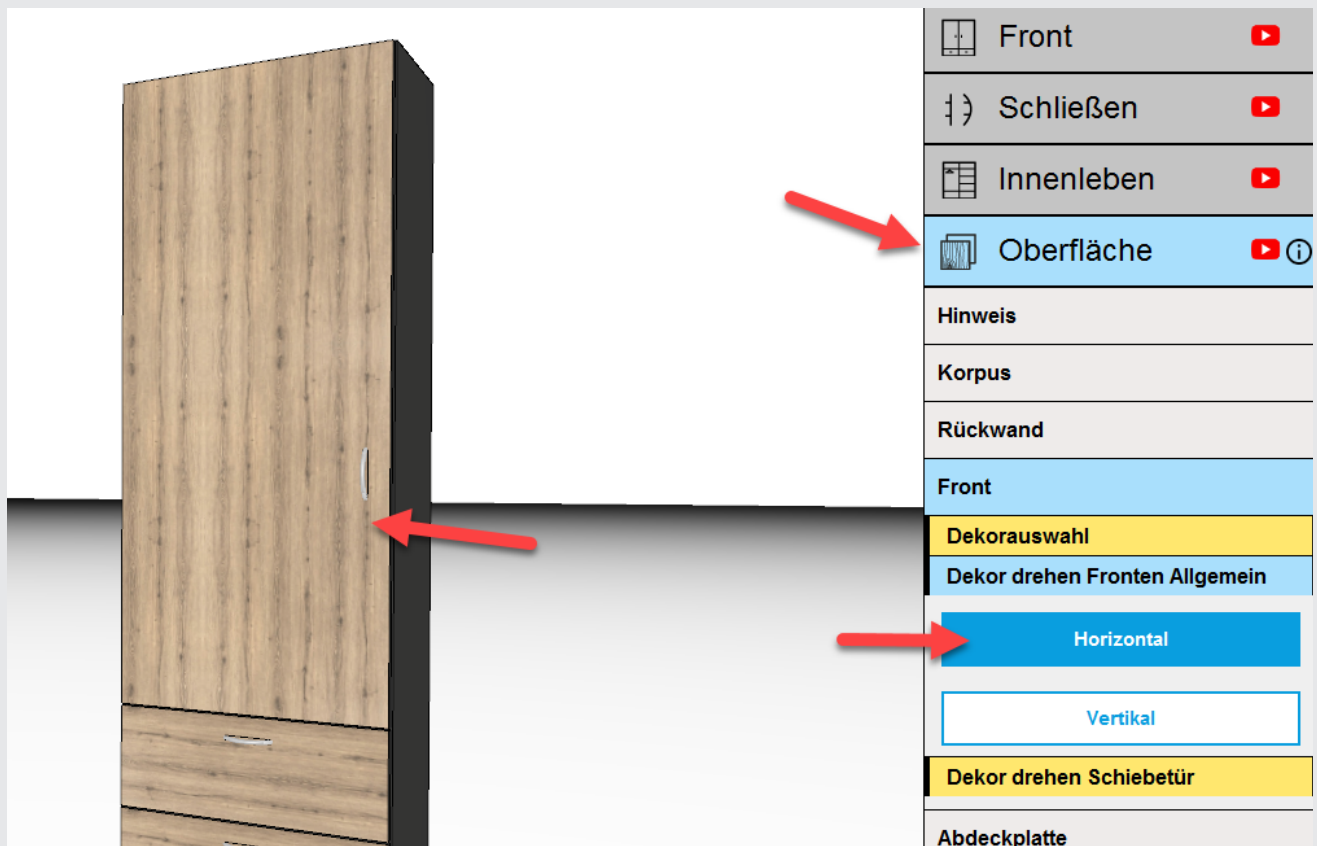 Front
Schließen
Innenleben
Oberfläche
Hinweis
Korpus
Rückwand
Front
Dekorauswahl
Dekor drehen Fronten Allgemein
Horizontal
Vertikal
Dekor drehen Schiebetür
Abdeckplatte